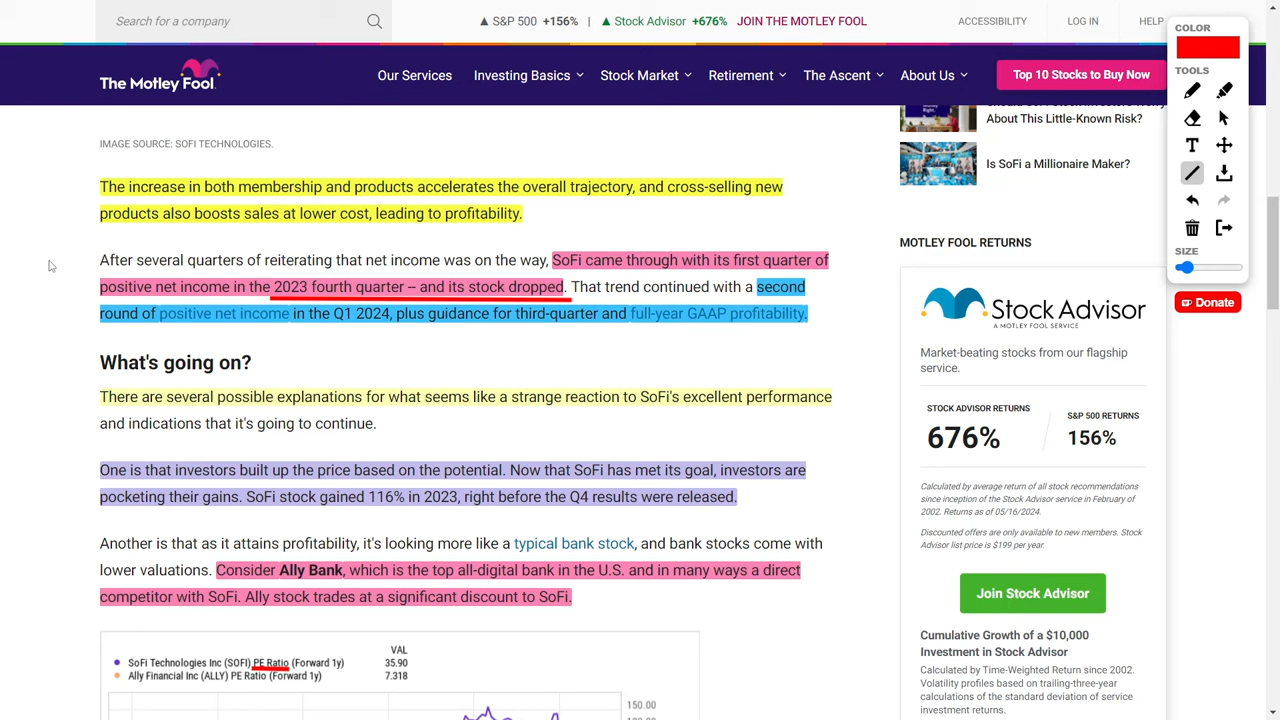 Search for a company
▲ S&P 500 +156% | ▲ Stock Advisor +676% JOIN THE MOTLEY FOOL
ACCESSIBILITY LOG IN HELP
The Motley Fool
Our Services Investing Basics Stock Market Retirement The Ascent About Us
Top 10 Stocks to Buy Now
IMAGE SOURCE: SOFI TECHNOLOGIES.
The increase in both membership and products accelerates the overall trajectory, and cross-selling new
products also boosts sales at lower cost, leading to profitability.
After several quarters of reiterating that net income was on the way, SoFi came through with its first quarter of
positive net income in the 2023 fourth quarter -- and its stock dropped. That trend continued with a second
round of positive net income in the Q1 2024, plus guidance for third-quarter and full-year GAAP profitability.
What's going on?
There are several possible explanations for what seems like a strange reaction to SoFi's excellent performance
and indications that it's going to continue.
One is that investors built up the price based on the potential. Now that SoFi has met its goal, investors are
pocketing their gains. SoFi stock gained 116% in 2023, right before the Q4 results were released.
Another is that as it attains profitability, it's looking more like a typical bank stock, and bank stocks come with
lower valuations. Consider Ally Bank, which is the top all-digital bank in the U.S. and in many ways a direct
competitor with SoFi. Ally stock trades at a significant discount to SoFi.
VAL
SoFi Technologies Inc (SOFI) PE Ratio (Forward 1y) 35.90
Ally Financial Inc (ALLY) PE Ratio (Forward 1y) 7.318
150.00
About This Little-Known Risk?
Is SoFi a Millionaire Maker?
MOTLEY FOOL RETURNS
Stock Advisor
A MOTLEY FOOL SERVICE
Market-beating stocks from our flagship
service.
STOCK ADVISOR RETURNS
676%
S&P 500 RETURNS
156%
Calculated by average return of all stock recommendations
since inception of the Stock Advisor service in February of
2002. Returns as of 05/16/2024.
Discounted offers are only available to new members. Stock
Advisor list price is $199 per year.
Join Stock Advisor
Cumulative Growth of a $10,000
Investment in Stock Advisor
Calculated by Time-Weighted Return since 2002.
Volatility profiles based on trailing-three-year
calculations of the standard deviation of service
investment returns.
COLOR
TOOLS
T
SIZE
Donate